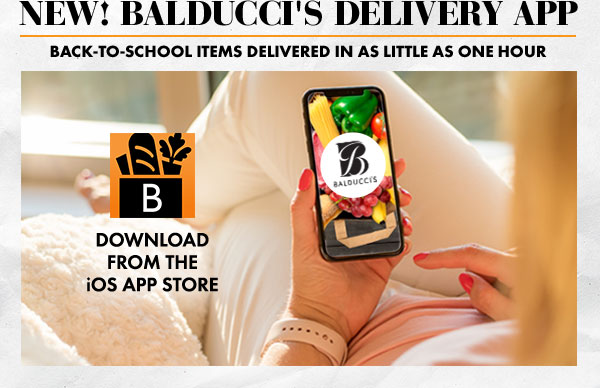 NEW! BALDUCCI'S DELIVERY APP
BACK-TO-SCHOOL ITEMS DELIVERED IN AS LITTLE AS ONE HOUR
B
BALDUCCI'S
B
DOWNLOAD
FROM THE
iOS APP STORE